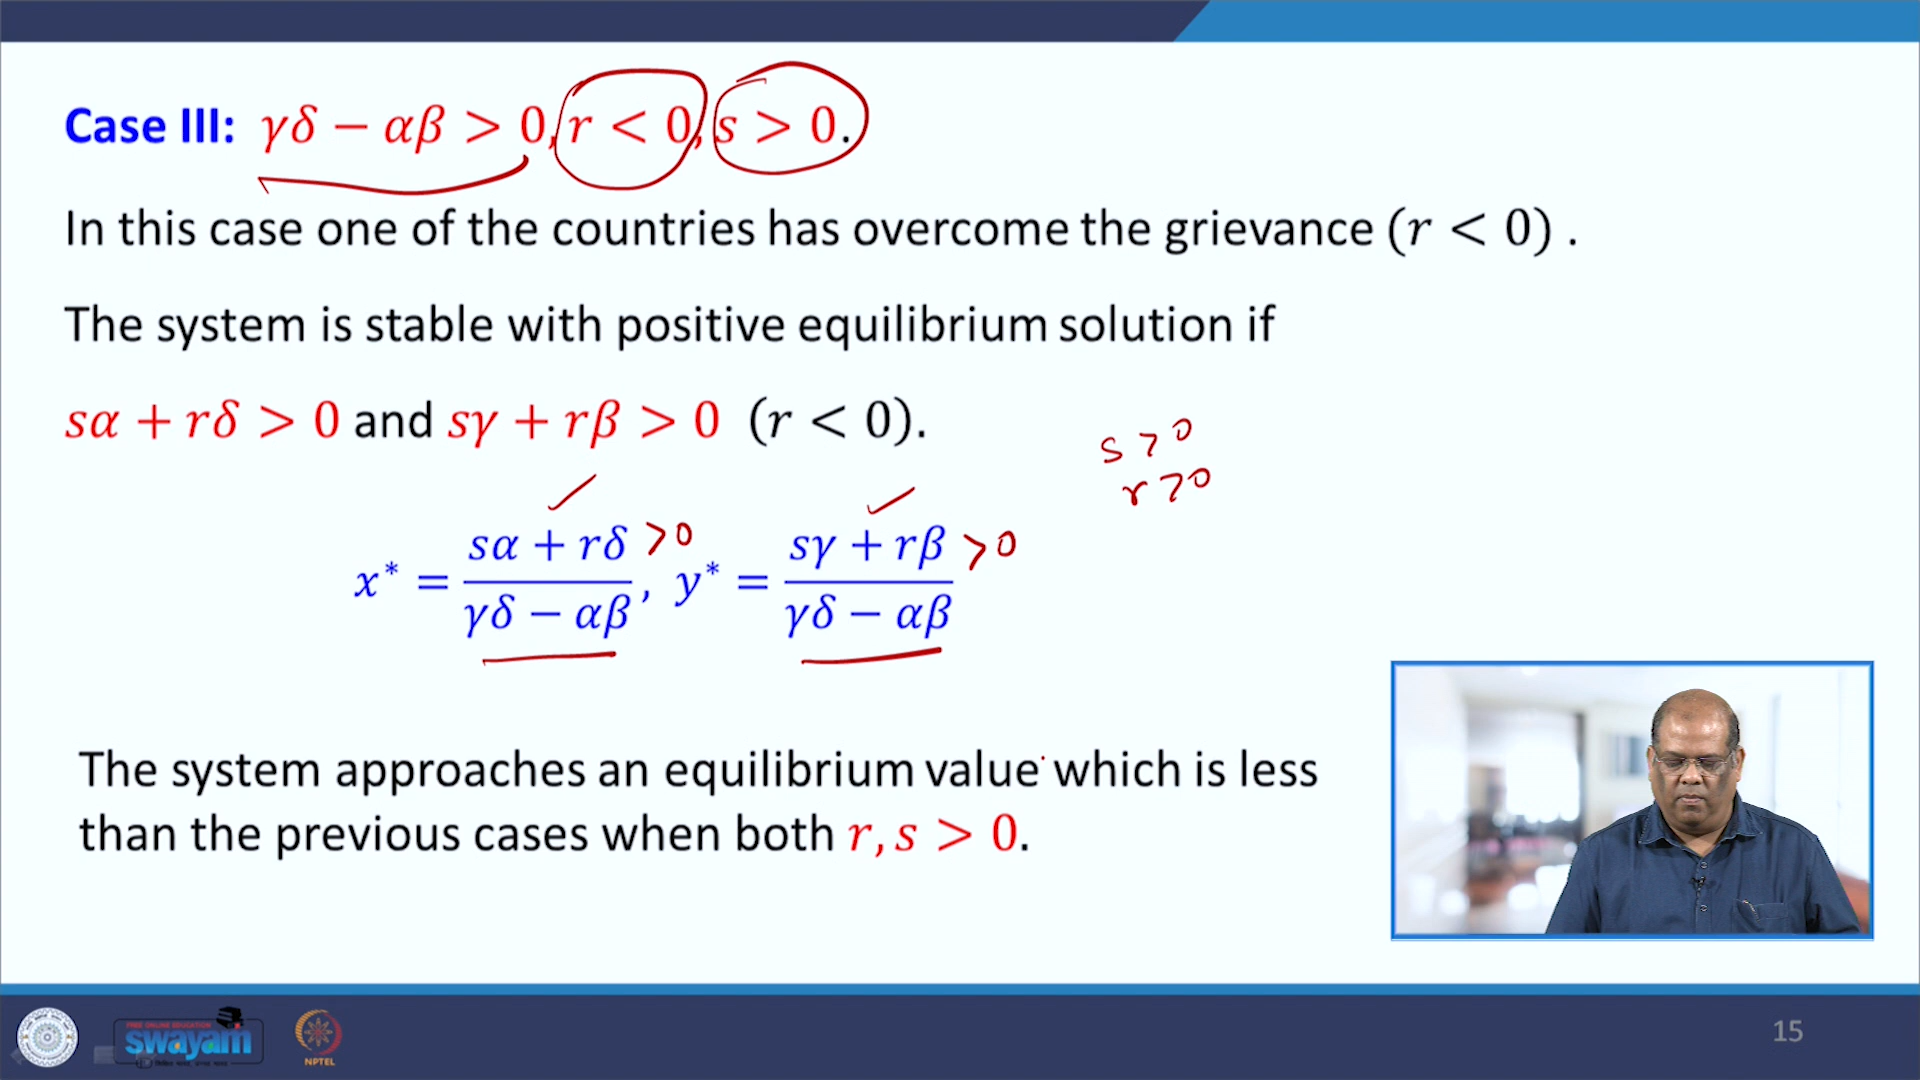 Case III: γδ − αβ > 0, r < 0, s > 0.
In this case one of the countries has overcome the grievance (r < 0) .
The system is stable with positive equilibrium solution if
sα + rδ > 0 and sγ + rβ > 0 (r < 0).
s > 0
r > 0
x* = (sα + rδ)/(γδ − αβ), y* = (sγ + rβ)/(γδ − αβ)
>0 >0
The system approaches an equilibrium value which is less
than the previous cases when both r, s > 0.
FREE ONLINE EDUCATION
swayam
NPTEL
15